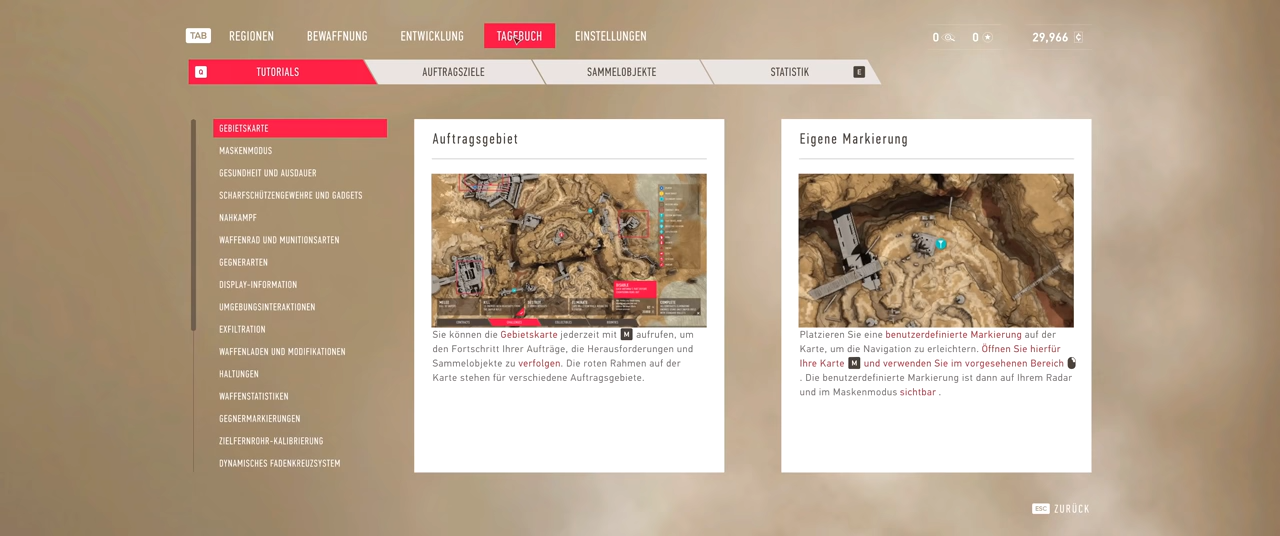 TAB REGIONEN BEWAFFNUNG ENTWICKLUNG TAGEBUCH EINSTELLUNGEN 0 0 29,966
Q TUTORIALS AUFTRAGSZIELE SAMMELOBJEKTE STATISTIK E
GEBIETSKARTE
MASKENMODUS
GESUNDHEIT UND AUSDAUER
SCHARFSCHÜTZENGEWEHRE UND GADGETS
NAHKAMPF
WAFFENRAD UND MUNITIONSARTEN
GEGNERARTEN
DISPLAY-INFORMATION
UMGEBUNGSINTERAKTIONEN
EXFILTRATION
WAFFENLADEN UND MODIFIKATIONEN
HALTUNGEN
WAFFENSTATISTIKEN
GEGNERMARKIERUNGEN
ZIELFERNROHR-KALIBRIERUNG
DYNAMISCHES FADENKREUZSYSTEM
Auftragsgebiet
Sie können die Gebietskarte jederzeit mit M aufrufen, um
den Fortschritt Ihrer Aufträge, die Herausforderungen und
Sammelobjekte zu verfolgen. Die roten Rahmen auf der
Karte stehen für verschiedene Auftragsgebiete.
Eigene Markierung
Platzieren Sie eine benutzerdefinierte Markierung auf der
Karte, um die Navigation zu erleichtern. Öffnen Sie hierfür
Ihre Karte M und verwenden Sie im vorgesehenen Bereich
. Die benutzerdefinierte Markierung ist dann auf Ihrem Radar
und im Maskenmodus sichtbar .
ESC ZURÜCK